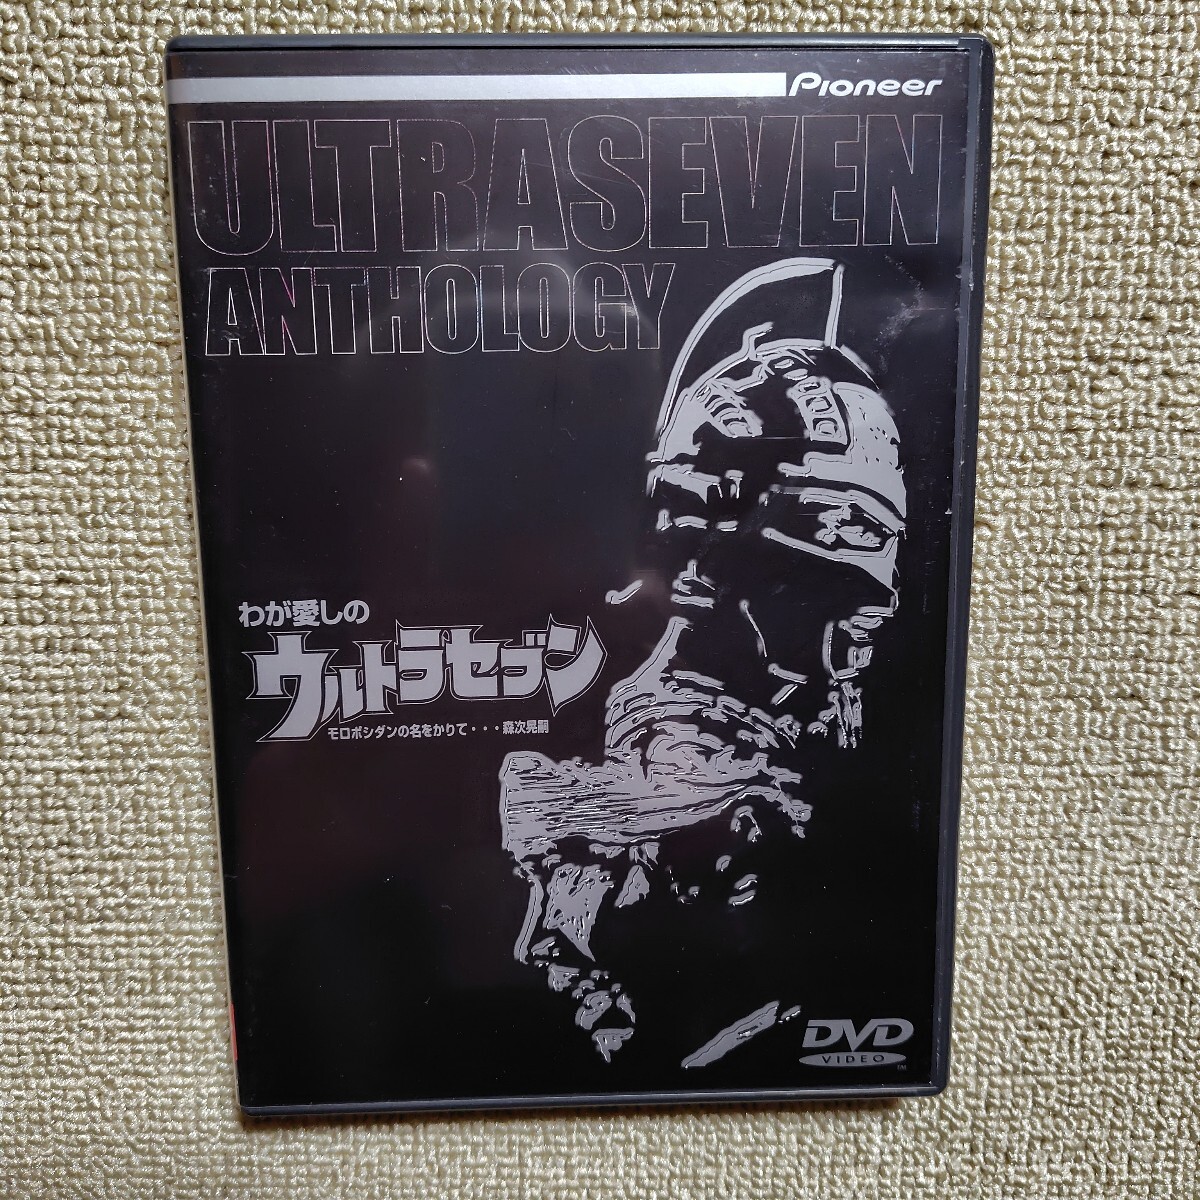 Pioneer
ULTRASEVEN
ANTHOLOGY
わが愛しの
ウルトラセブン
モロボシダンの名をかりて・・・森次晃嗣
DVD
VIDEO
TM